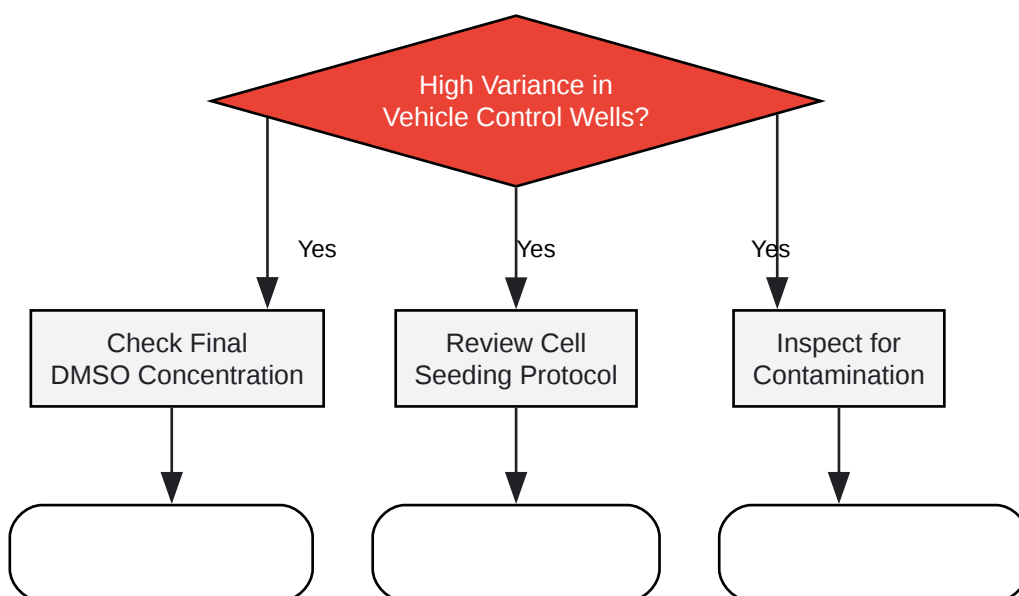 High Variance in
Vehicle Control Wells?
Yes
Yes
Yes
Check Final
DMSO Concentration
Review Cell
Seeding Protocol
Inspect for
Contamination